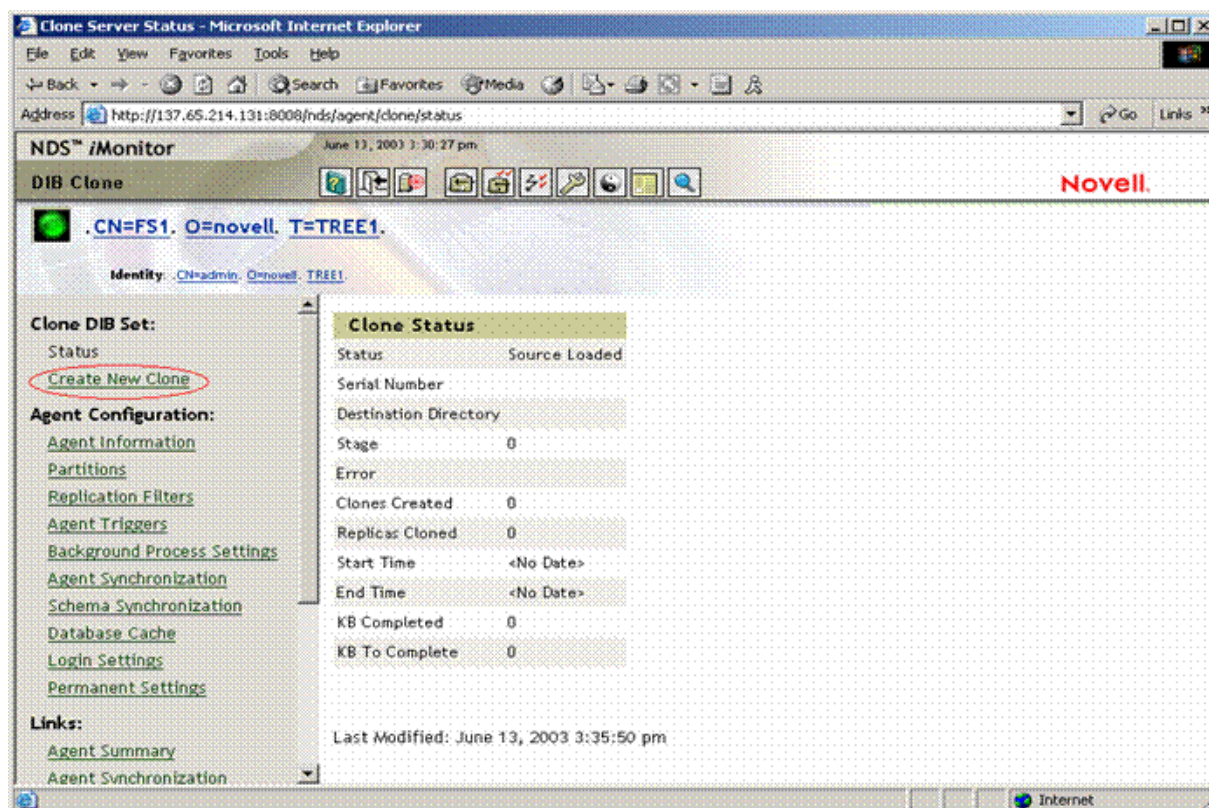 Clone Server Status - Microsoft Internet Explorer
File Edit View Favorites Tools Help
Back Search Favorites Media
Address http://137.65.214.131:8008/nds/agent/clone/status Go Links »
NDS™ iMonitor June 13, 2003 3:30:27 pm
DIB Clone Novell.
. CN=FS1. O=novell. T=TREE1.
Identity: .CN=admin. O=novell. TREE1.
Clone DIB Set:
Status
Create New Clone
Agent Configuration:
Agent Information
Partitions
Replication Filters
Agent Triggers
Background Process Settings
Agent Synchronization
Schema Synchronization
Database Cache
Login Settings
Permanent Settings
Links:
Agent Summary
Agent Synchronization
Clone Status
Status Source Loaded
Serial Number
Destination Directory
Stage 0
Error
Clones Created 0
Replicas Cloned 0
Start Time <No Date>
End Time <No Date>
KB Completed 0
KB To Complete 0
Last Modified: June 13, 2003 3:35:50 pm
Internet